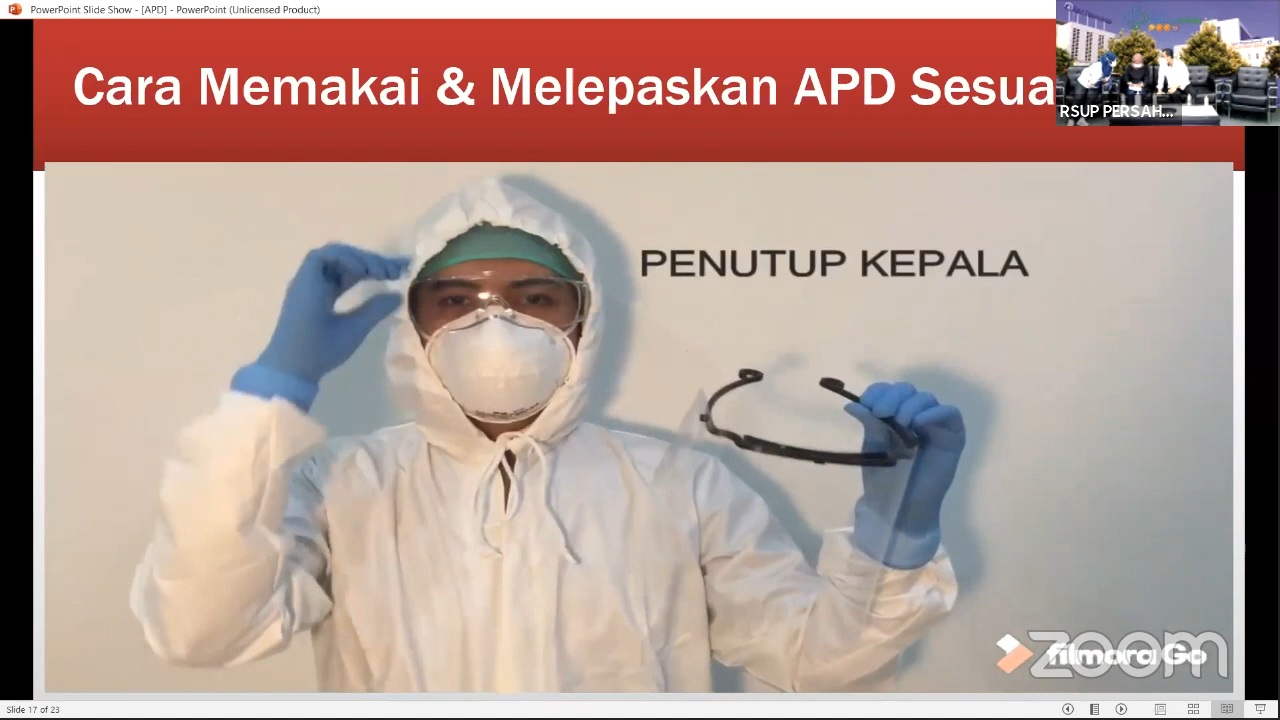 PowerPoint Slide Show - [APD] - PowerPoint (Unlicensed Product)
Cara Memakai & Melepaskan APD Sesua
RSUP PERSAH...
PENUTUP KEPALA
zoom
filmora Go
Slide 17 of 23